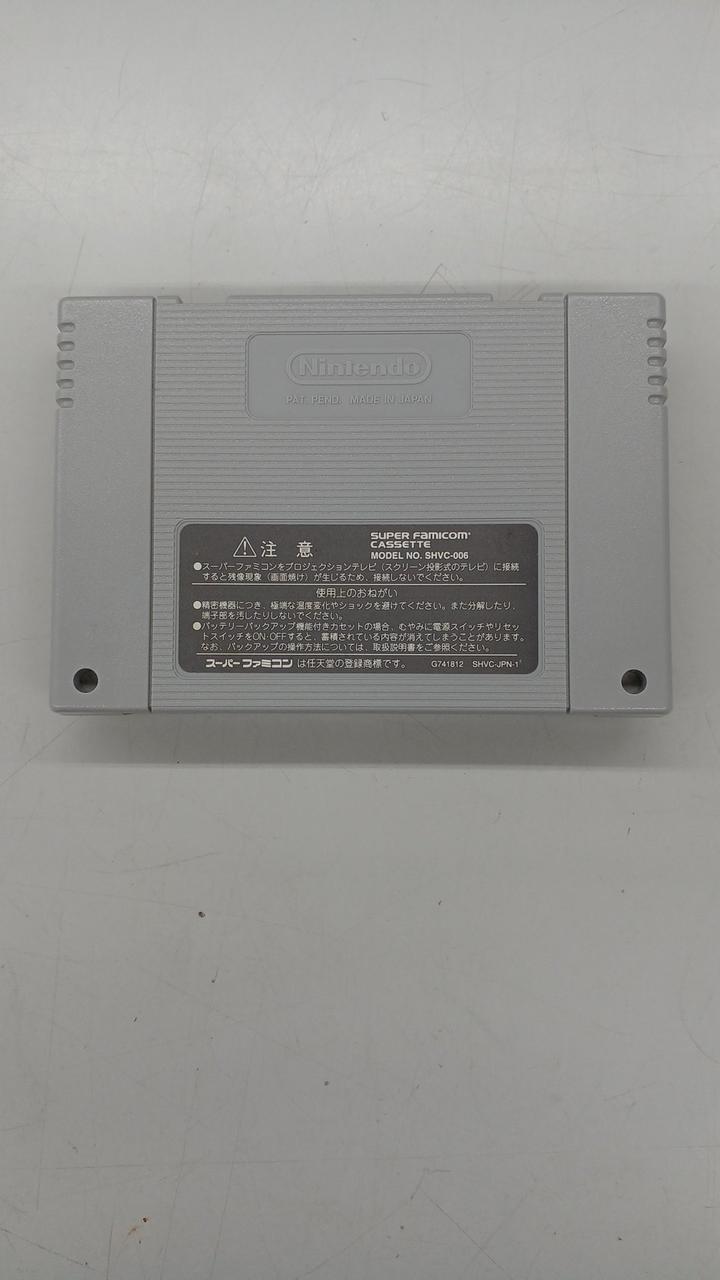 Nintendo
PAT. PEND. MADE IN JAPAN
注意
SUPER FAMICOM
CASSETTE
MODEL NO. SHVC-006
●スーパーファミコンをプロジェクションテレビ（スクリーン投影式のテレビ）に接続
すると残像現象（画面焼け）が生じるため、接続しないでください。
使用上のおねがい
●精密機器につき、極端な温度変化やショックを避けてください。また分解したり、
端子部を汚したりしないでください。
●バッテリーバックアップ機能付きカセットの場合、むやみに電源スイッチやリセッ
トスイッチをON・OFFすると、蓄積されている内容が消えてしまうことがあります。
なお、バックアップの操作方法については、取扱説明書をご参照ください。
スーパーファミコン は任天堂の登録商標です。 G741812 SHVC-JPN-1